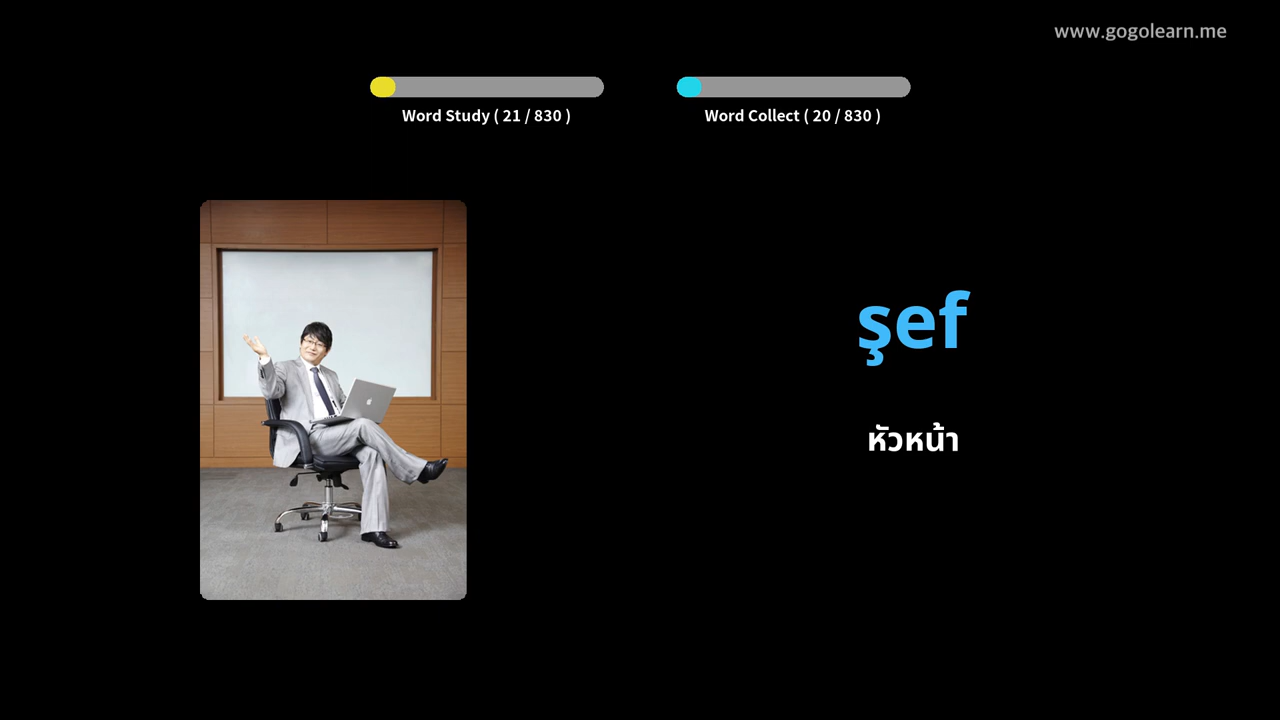 www.gogolearn.me
Word Study ( 21 / 830 )
Word Collect ( 20 / 830 )
şef
หัวหน้า